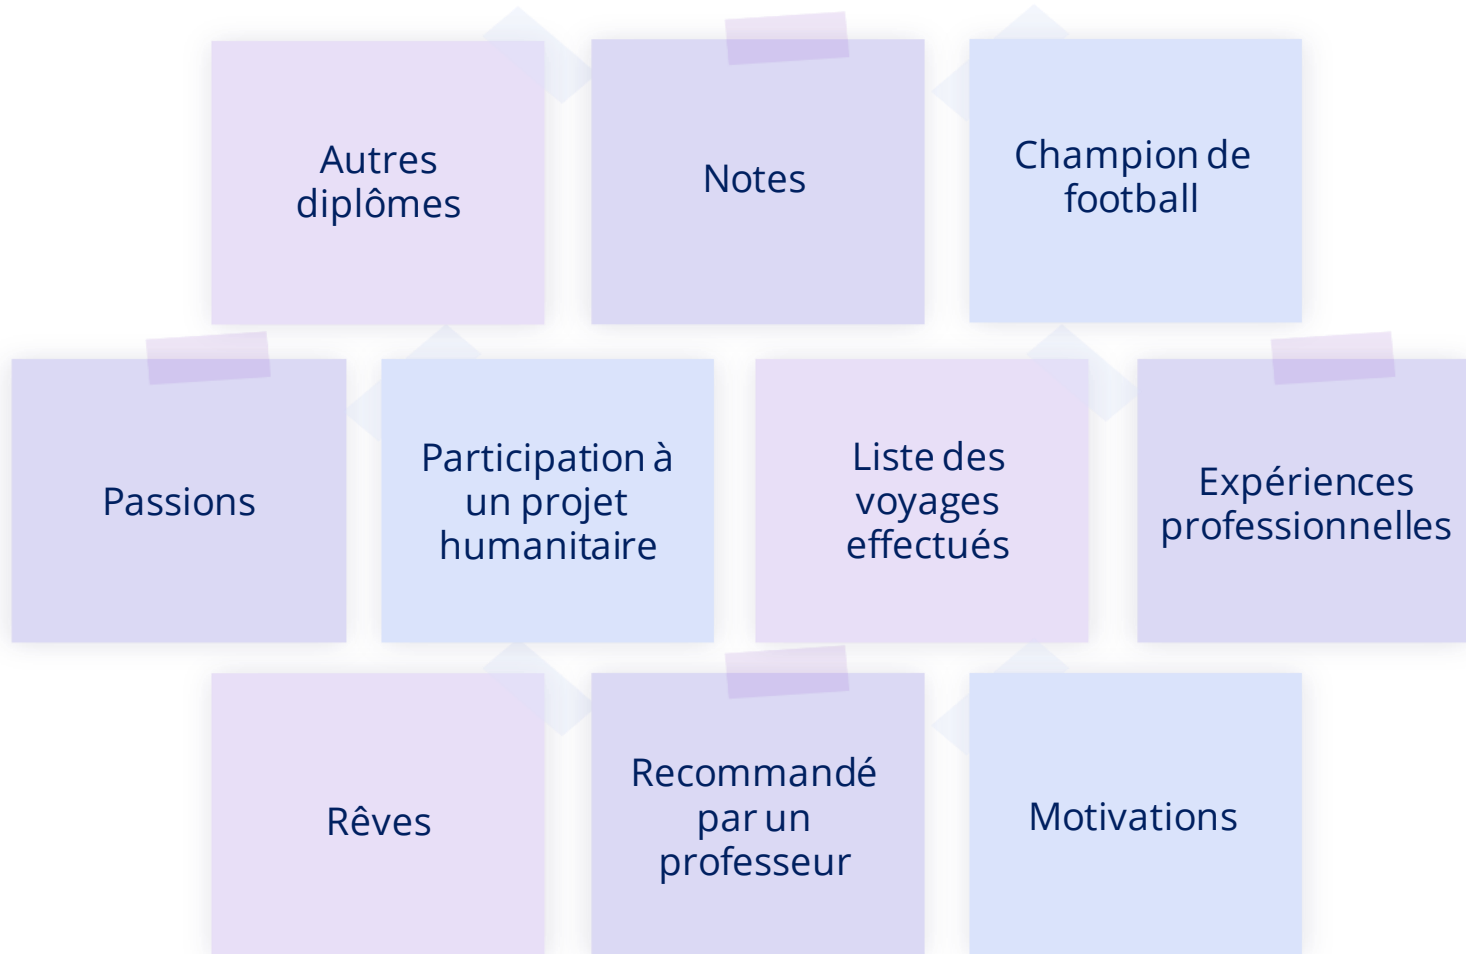 Autres
diplômes
Notes
Champion de
football
Passions
Participation à
un projet
humanitaire
Liste des
voyages
effectués
Expériences
professionnelles
Rêves
Recommandé
par un
professeur
Motivations